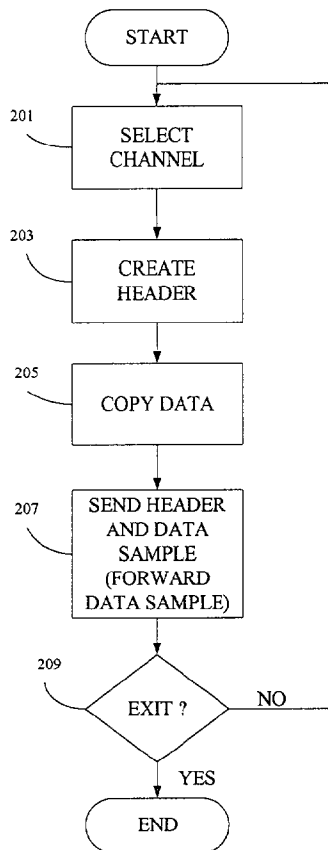 START
201
SELECT
CHANNEL
203
CREATE
HEADER
205
COPY DATA
207
SEND HEADER
AND DATA
SAMPLE
(FORWARD
DATA SAMPLE)
209
EXIT ?
NO
YES
END